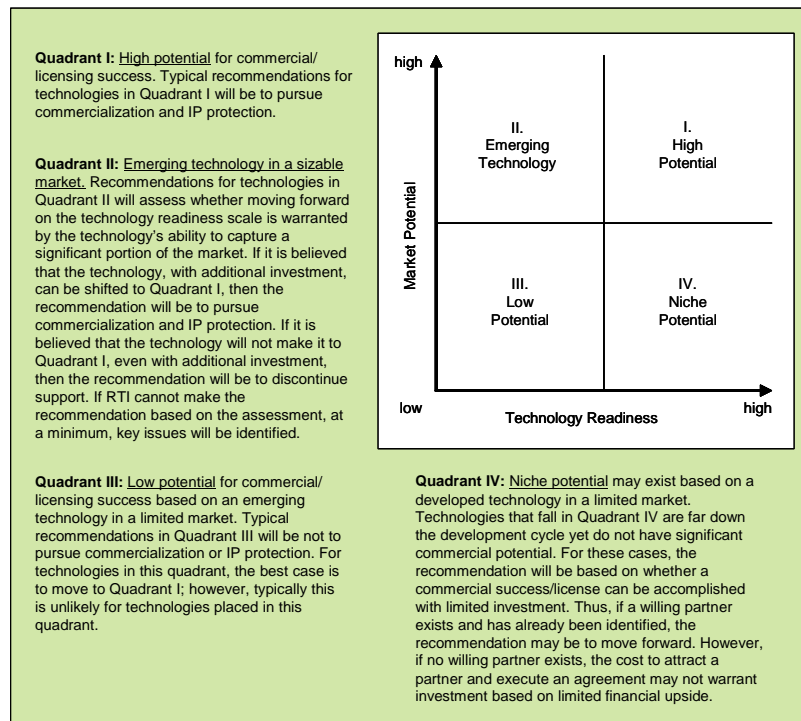 Quadrant I: High potential for commercial/
licensing success. Typical recommendations for
technologies in Quadrant I will be to pursue
commercialization and IP protection.
Quadrant II: Emerging technology in a sizable
market. Recommendations for technologies in
Quadrant II will assess whether moving forward
on the technology readiness scale is warranted
by the technology's ability to capture a
significant portion of the market. If it is believed
that the technology, with additional investment,
can be shifted to Quadrant I, then the
recommendation will be to pursue
commercialization and IP protection. If it is
believed that the technology will not make it to
Quadrant I, even with additional investment,
then the recommendation will be to discontinue
support. If RTI cannot make the
recommendation based on the assessment, at
a minimum, key issues will be identified.
high
II.
Emerging
Technology
I.
High
Potential
Market Potential
III.
Low
Potential
IV.
Niche
Potential
low
Technology Readiness
high
Quadrant III: Low potential for commercial/
licensing success based on an emerging
technology in a limited market. Typical
recommendations in Quadrant III will be not to
pursue commercialization or IP protection. For
technologies in this quadrant, the best case is
to move to Quadrant I; however, typically this
is unlikely for technologies placed in this
quadrant.
Quadrant IV: Niche potential may exist based on a
developed technology in a limited market.
Technologies that fall in Quadrant IV are far down
the development cycle yet do not have significant
commercial potential. For these cases, the
recommendation will be based on whether a
commercial success/license can be accomplished
with limited investment. Thus, if a willing partner
exists and has already been identified, the
recommendation may be to move forward. However,
if no willing partner exists, the cost to attract a
partner and execute an agreement may not warrant
investment based on limited financial upside.